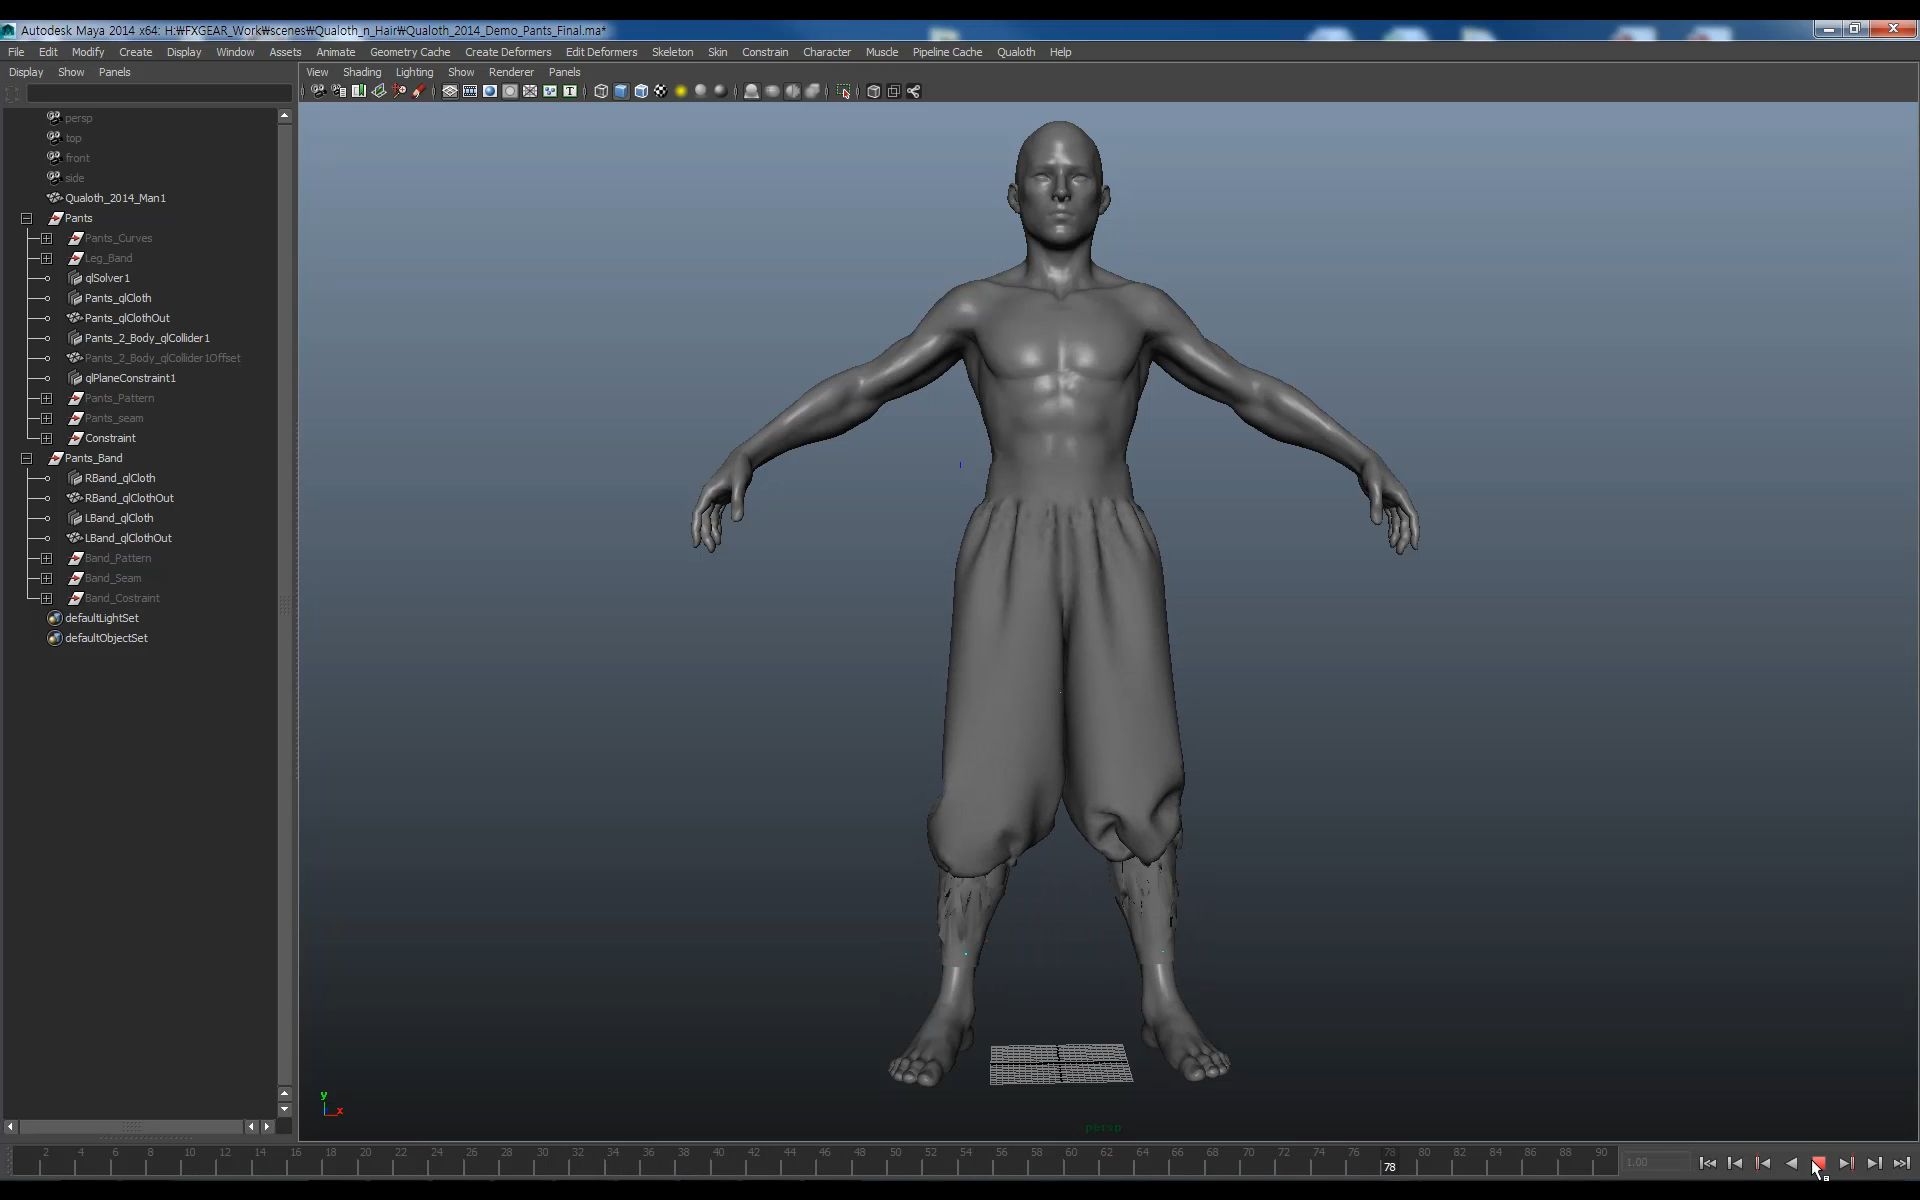 Autodesk Maya 2014 x64: H:₩FXGEAR_Work₩scenes₩Qualoth_n_Hair₩Qualoth_2014_Demo_Pants_Final.ma*
File Edit Modify Create Display Window Assets Animate Geometry Cache Create Deformers Edit Deformers Skeleton Skin Constrain Character Muscle Pipeline Cache Qualoth Help
Display Show Panels
View Shading Lighting Show Renderer Panels
persp
top
front
side
Qualoth_2014_Man1
Pants
Pants_Curves
Leg_Band
qlSolver1
Pants_qlCloth
Pants_qlClothOut
Pants_2_Body_qlCollider1
Pants_2_Body_qlCollider1Offset
qlPlaneConstraint1
Pants_Pattern
Pants_seam
Constraint
Pants_Band
RBand_qlCloth
RBand_qlClothOut
LBand_qlCloth
LBand_qlClothOut
Band_Pattern
Band_Seam
Band_Costraint
defaultLightSet
defaultObjectSet
y
x
persp
2 4 6 8 10 12 14 16 18 20 22 24 26 28 30 32 34 36 38 40 42 44 46 48 50 52 54 56 58 60 62 64 66 68 70 72 74 76 78 80 82 84 86 88 90
78
1.00